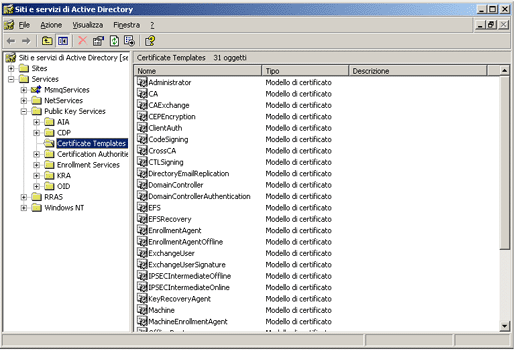 Siti e servizi di Active Directory
File Azione Visualizza Finestra ?
Siti e servizi di Active Directory [se
Sites
Services
MsmqServices
NetServices
Public Key Services
AIA
CDP
Certificate Templates
Certification Authorities
Enrollment Services
KRA
OID
RRAS
Windows NT
Certificate Templates 31 oggetti
Nome Tipo Descrizione
Administrator Modello di certificato
CA Modello di certificato
CAExchange Modello di certificato
CEPEncryption Modello di certificato
ClientAuth Modello di certificato
CodeSigning Modello di certificato
CrossCA Modello di certificato
CTLSigning Modello di certificato
DirectoryEmailReplication Modello di certificato
DomainController Modello di certificato
DomainControllerAuthentication Modello di certificato
EFS Modello di certificato
EFSRecovery Modello di certificato
EnrollmentAgent Modello di certificato
EnrollmentAgentOffline Modello di certificato
ExchangeUser Modello di certificato
ExchangeUserSignature Modello di certificato
IPSECIntermediateOffline Modello di certificato
IPSECIntermediateOnline Modello di certificato
KeyRecoveryAgent Modello di certificato
Machine Modello di certificato
MachineEnrollmentAgent Modello di certificato